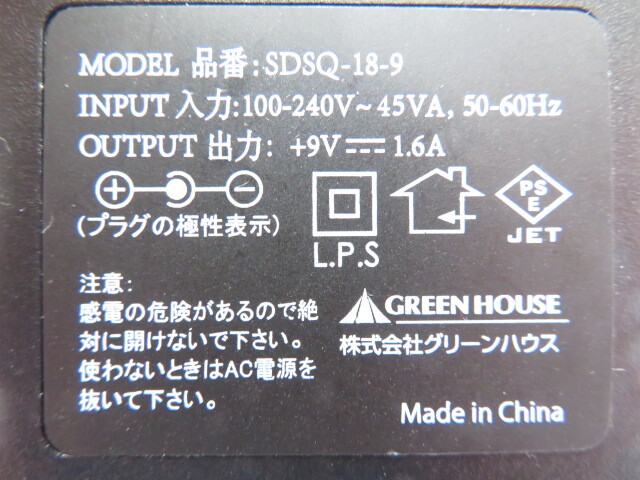 MODEL 品番:SDSQ-18-9
INPUT 入力:100-240V~45VA, 50-60Hz
OUTPUT 出力: +9V 1.6A
(プラグの極性表示)
L.P.S
PS
E
JET
注意:
感電の危険があるので絶
対に開けないで下さい。
使わないときはAC電源を
抜いて下さい。
GREEN HOUSE
株式会社グリーンハウス
Made in China